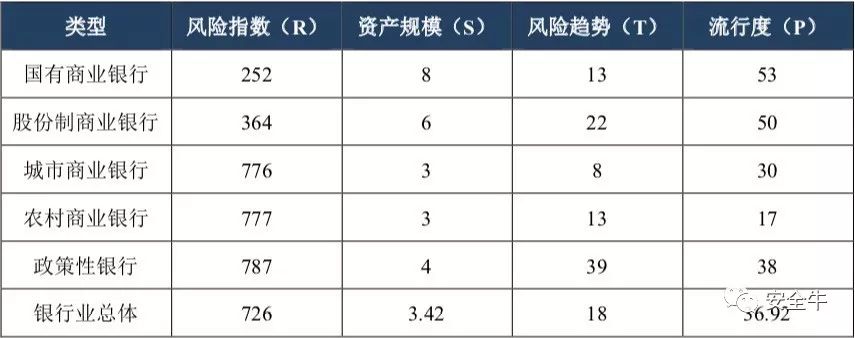 类型 风险指数（R） 资产规模（S） 风险趋势（T） 流行度（P）
国有商业银行 252 8 13 53
股份制商业银行 364 6 22 50
城市商业银行 776 3 8 30
农村商业银行 777 3 13 17
政策性银行 787 4 39 38
银行业总体 726 3.42 18 36.92
安全牛